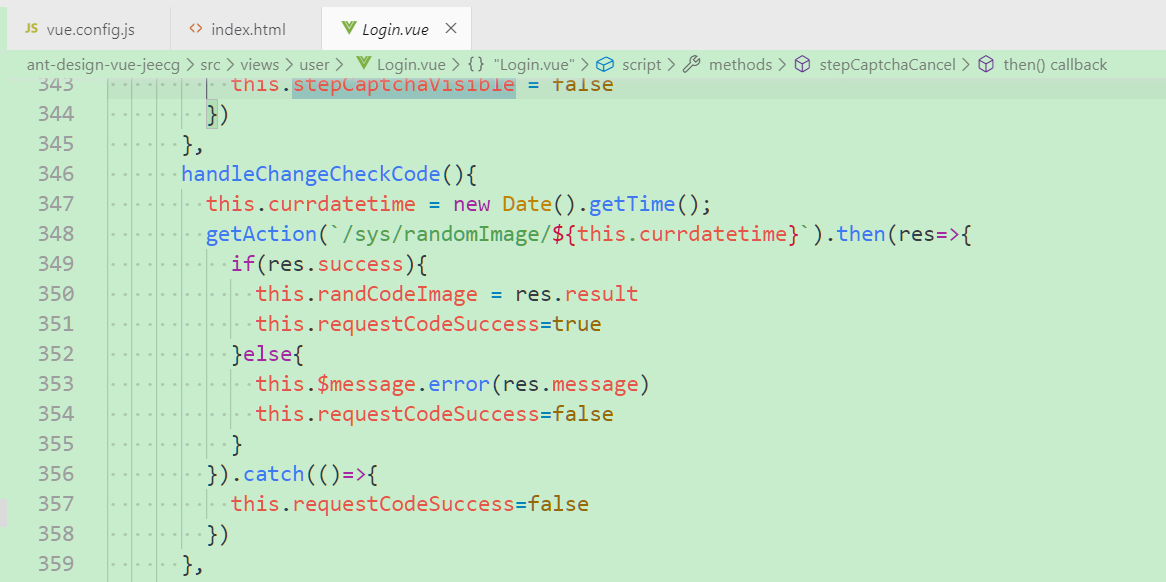 JS vue.config.js <> index.html Login.vue ×
ant-design-vue-jeecg > src > views > user > Login.vue > {} "Login.vue" > script > methods > stepCaptchaCancel > then() callback
343 this.stepCaptchaVisible = false
344 })
345 },
346 handleChangeCheckCode(){
347 this.currdatetime = new Date().getTime();
348 getAction(`/sys/randomImage/${this.currdatetime}`).then(res=>{
349 if(res.success){
350 this.randCodeImage = res.result
351 this.requestCodeSuccess=true
352 }else{
353 this.$message.error(res.message)
354 this.requestCodeSuccess=false
355 }
356 }).catch(()=>{
357 this.requestCodeSuccess=false
358 })
359 },